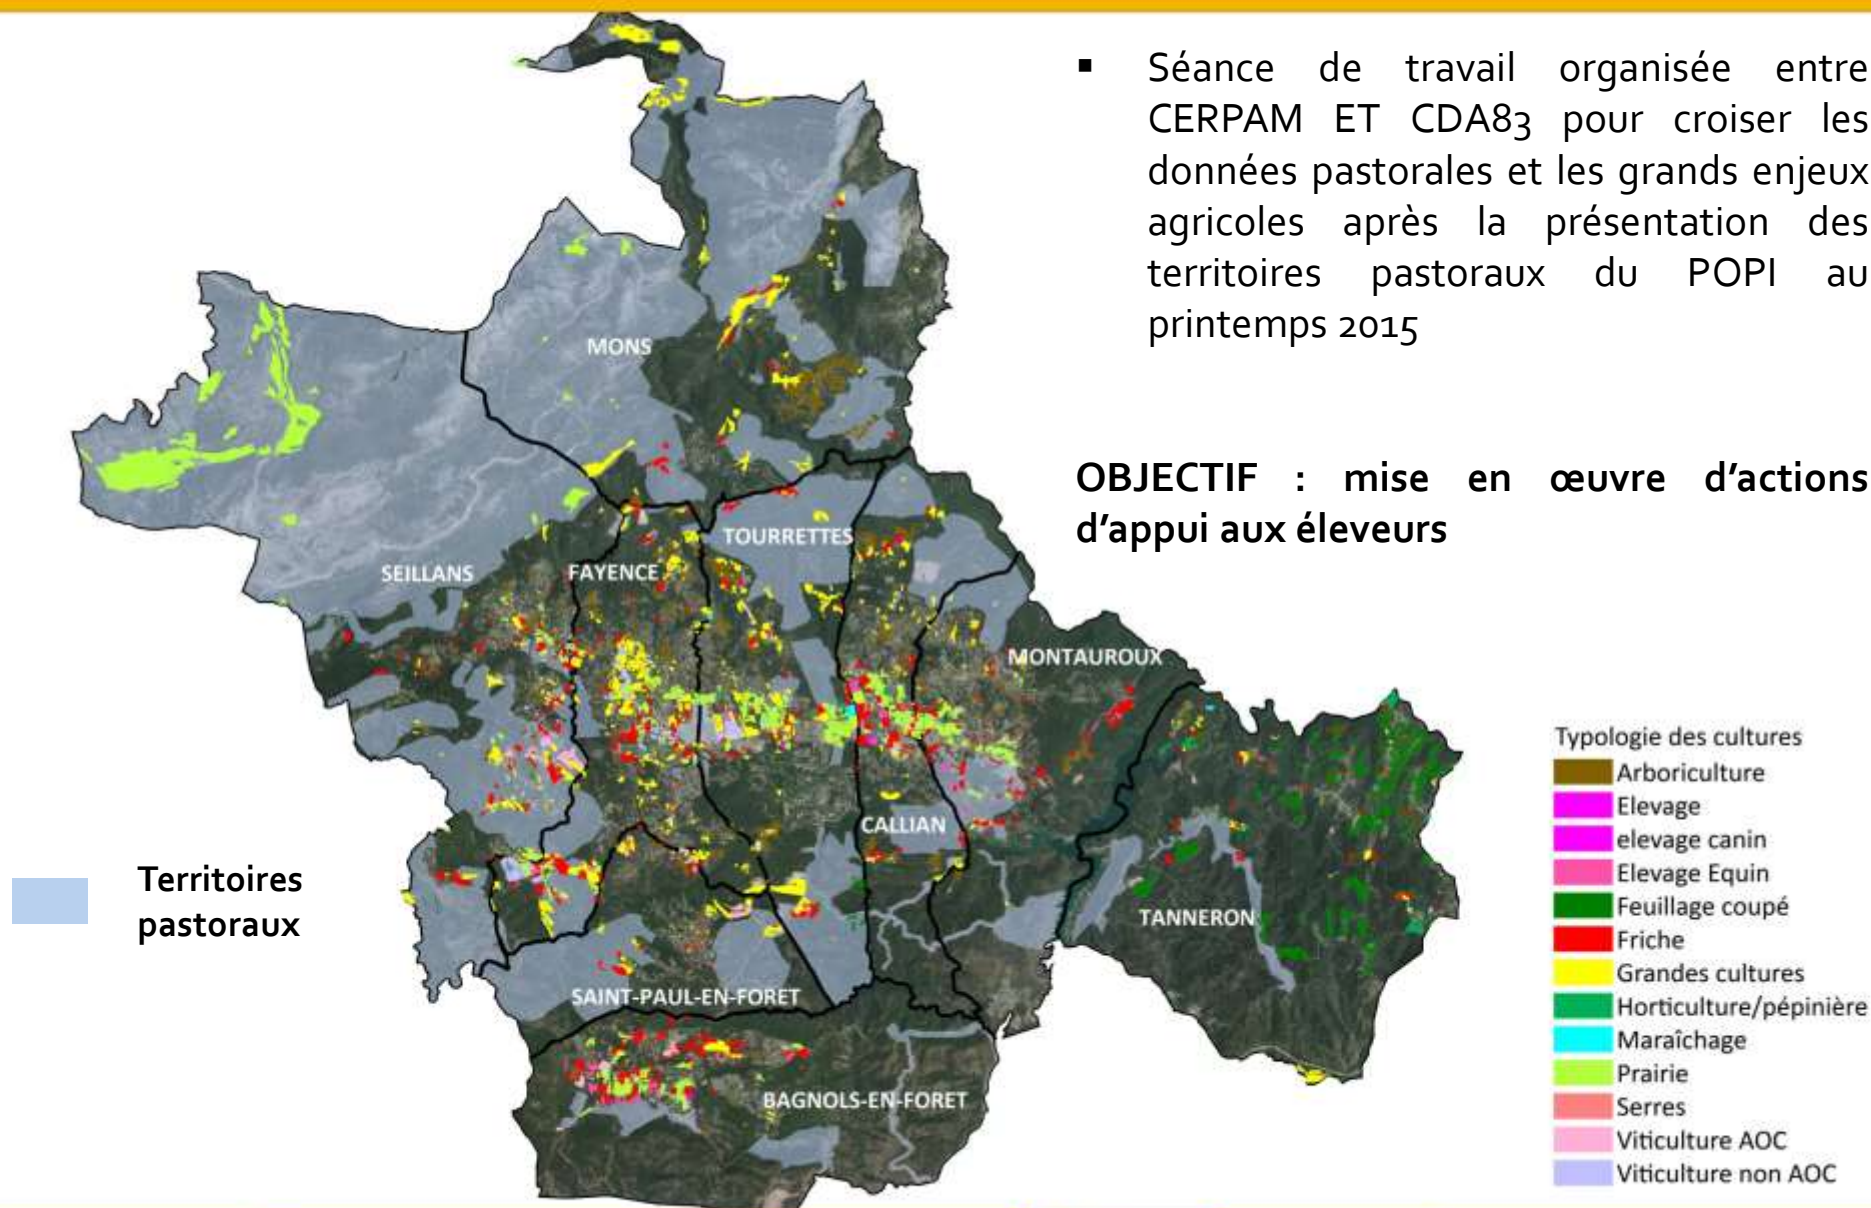 ▪ Séance de travail organisée entre
CERPAM ET CDA83 pour croiser les
données pastorales et les grands enjeux
agricoles après la présentation des
territoires pastoraux du POPI au
printemps 2015
OBJECTIF : mise en œuvre d'actions
d'appui aux éleveurs
MONS
TOURRETTES
SEILLANS
FAYENCE
MONTAUROUX
CALLIAN
TANNERON
SAINT-PAUL-EN-FORET
BAGNOLS-EN-FORET
Territoires
pastoraux
Typologie des cultures
Arboriculture
Elevage
elevage canin
Elevage Equin
Feuillage coupé
Friche
Grandes cultures
Horticulture/pépinière
Maraîchage
Prairie
Serres
Viticulture AOC
Viticulture non AOC